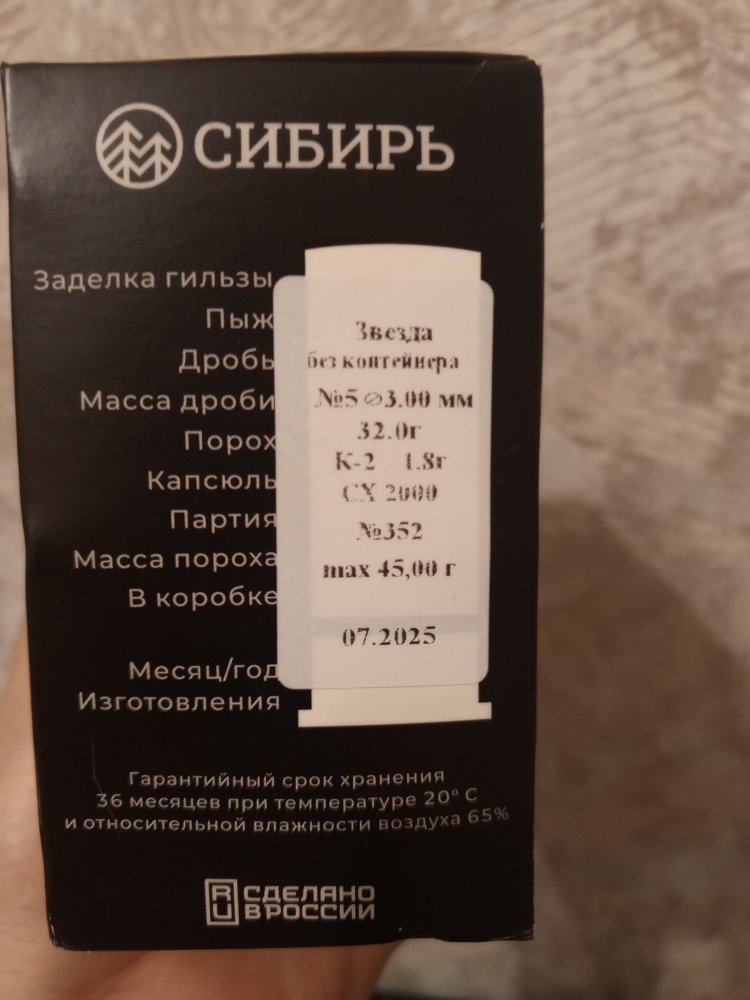 СИБИРЬ
Заделка гильзы Звезда
Пыж без контейнера
Дробь №5 ⌀3.00 мм
Масса дроби 32.0г
Порох К-2 1.8г
Капсюль СХ 2000
Партия №352
Масса пороха max 45,00 г
В коробке
Месяц/год 07.2025
Изготовления
Гарантийный срок хранения
36 месяцев при температуре 20° С
и относительной влажности воздуха 65%
RU СДЕЛАНО
В РОССИИ